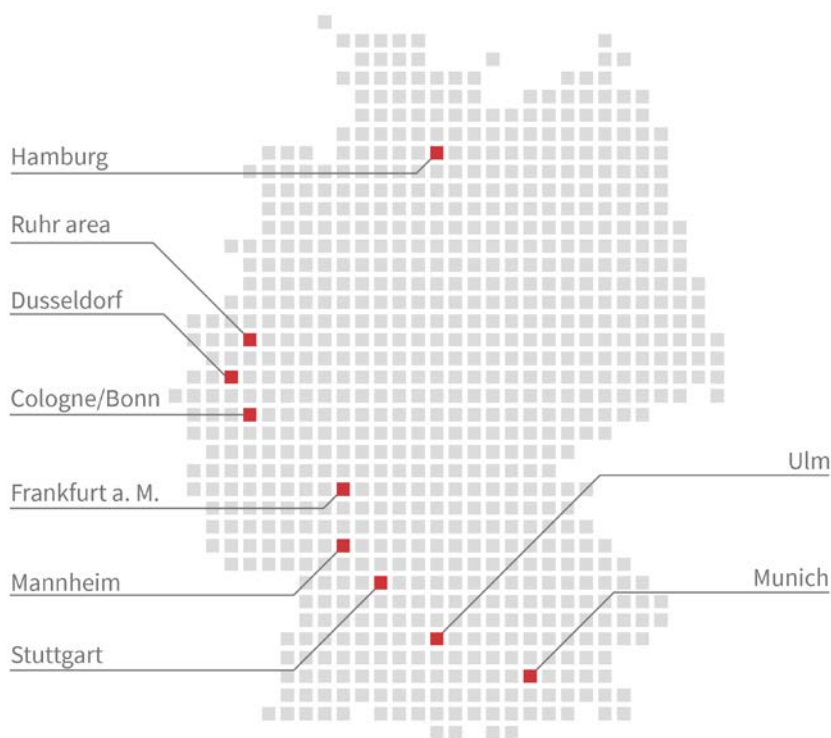 Hamburg
Ruhr area
Dusseldorf
Cologne/Bonn
Frankfurt a. M.
Mannheim
Stuttgart
Ulm
Munich